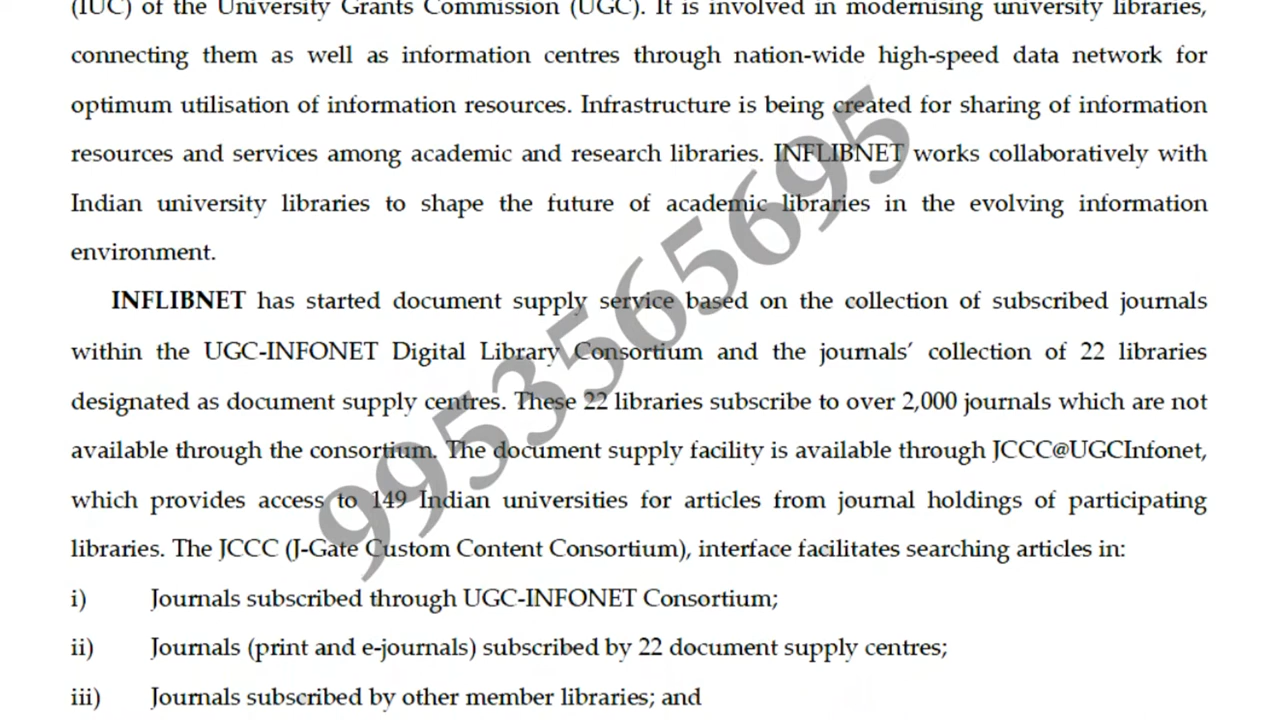 (IUC) of the University Grants Commission (UGC). It is involved in modernising university libraries,
connecting them as well as information centres through nation-wide high-speed data network for
optimum utilisation of information resources. Infrastructure is being created for sharing of information
resources and services among academic and research libraries. INFLIBNET works collaboratively with
Indian university libraries to shape the future of academic libraries in the evolving information
environment.
INFLIBNET has started document supply service based on the collection of subscribed journals
within the UGC-INFONET Digital Library Consortium and the journals’ collection of 22 libraries
designated as document supply centres. These 22 libraries subscribe to over 2,000 journals which are not
available through the consortium. The document supply facility is available through JCCC@UGCInfonet,
which provides access to 149 Indian universities for articles from journal holdings of participating
libraries. The JCCC (J-Gate Custom Content Consortium), interface facilitates searching articles in:
i) Journals subscribed through UGC-INFONET Consortium;
ii) Journals (print and e-journals) subscribed by 22 document supply centres;
iii) Journals subscribed by other member libraries; and
9953565695